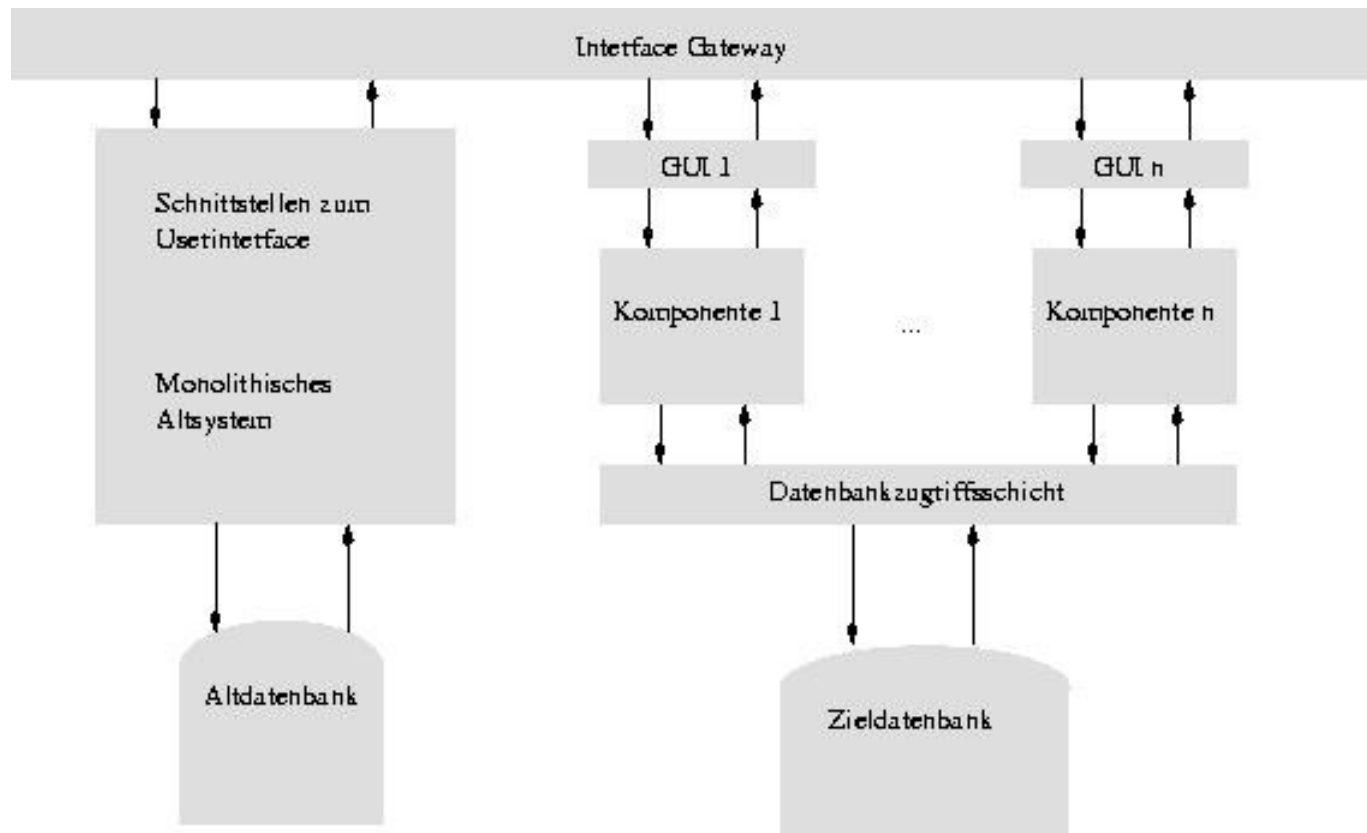 Interface Gateway
GUI 1
GUI n
Schnittstellen zum
Userinterface
Komponente 1
...
Komponente n
Monolithisches
Altsystem
Datenbankzugriffsschicht
Altdatenbank
Zieldatenbank